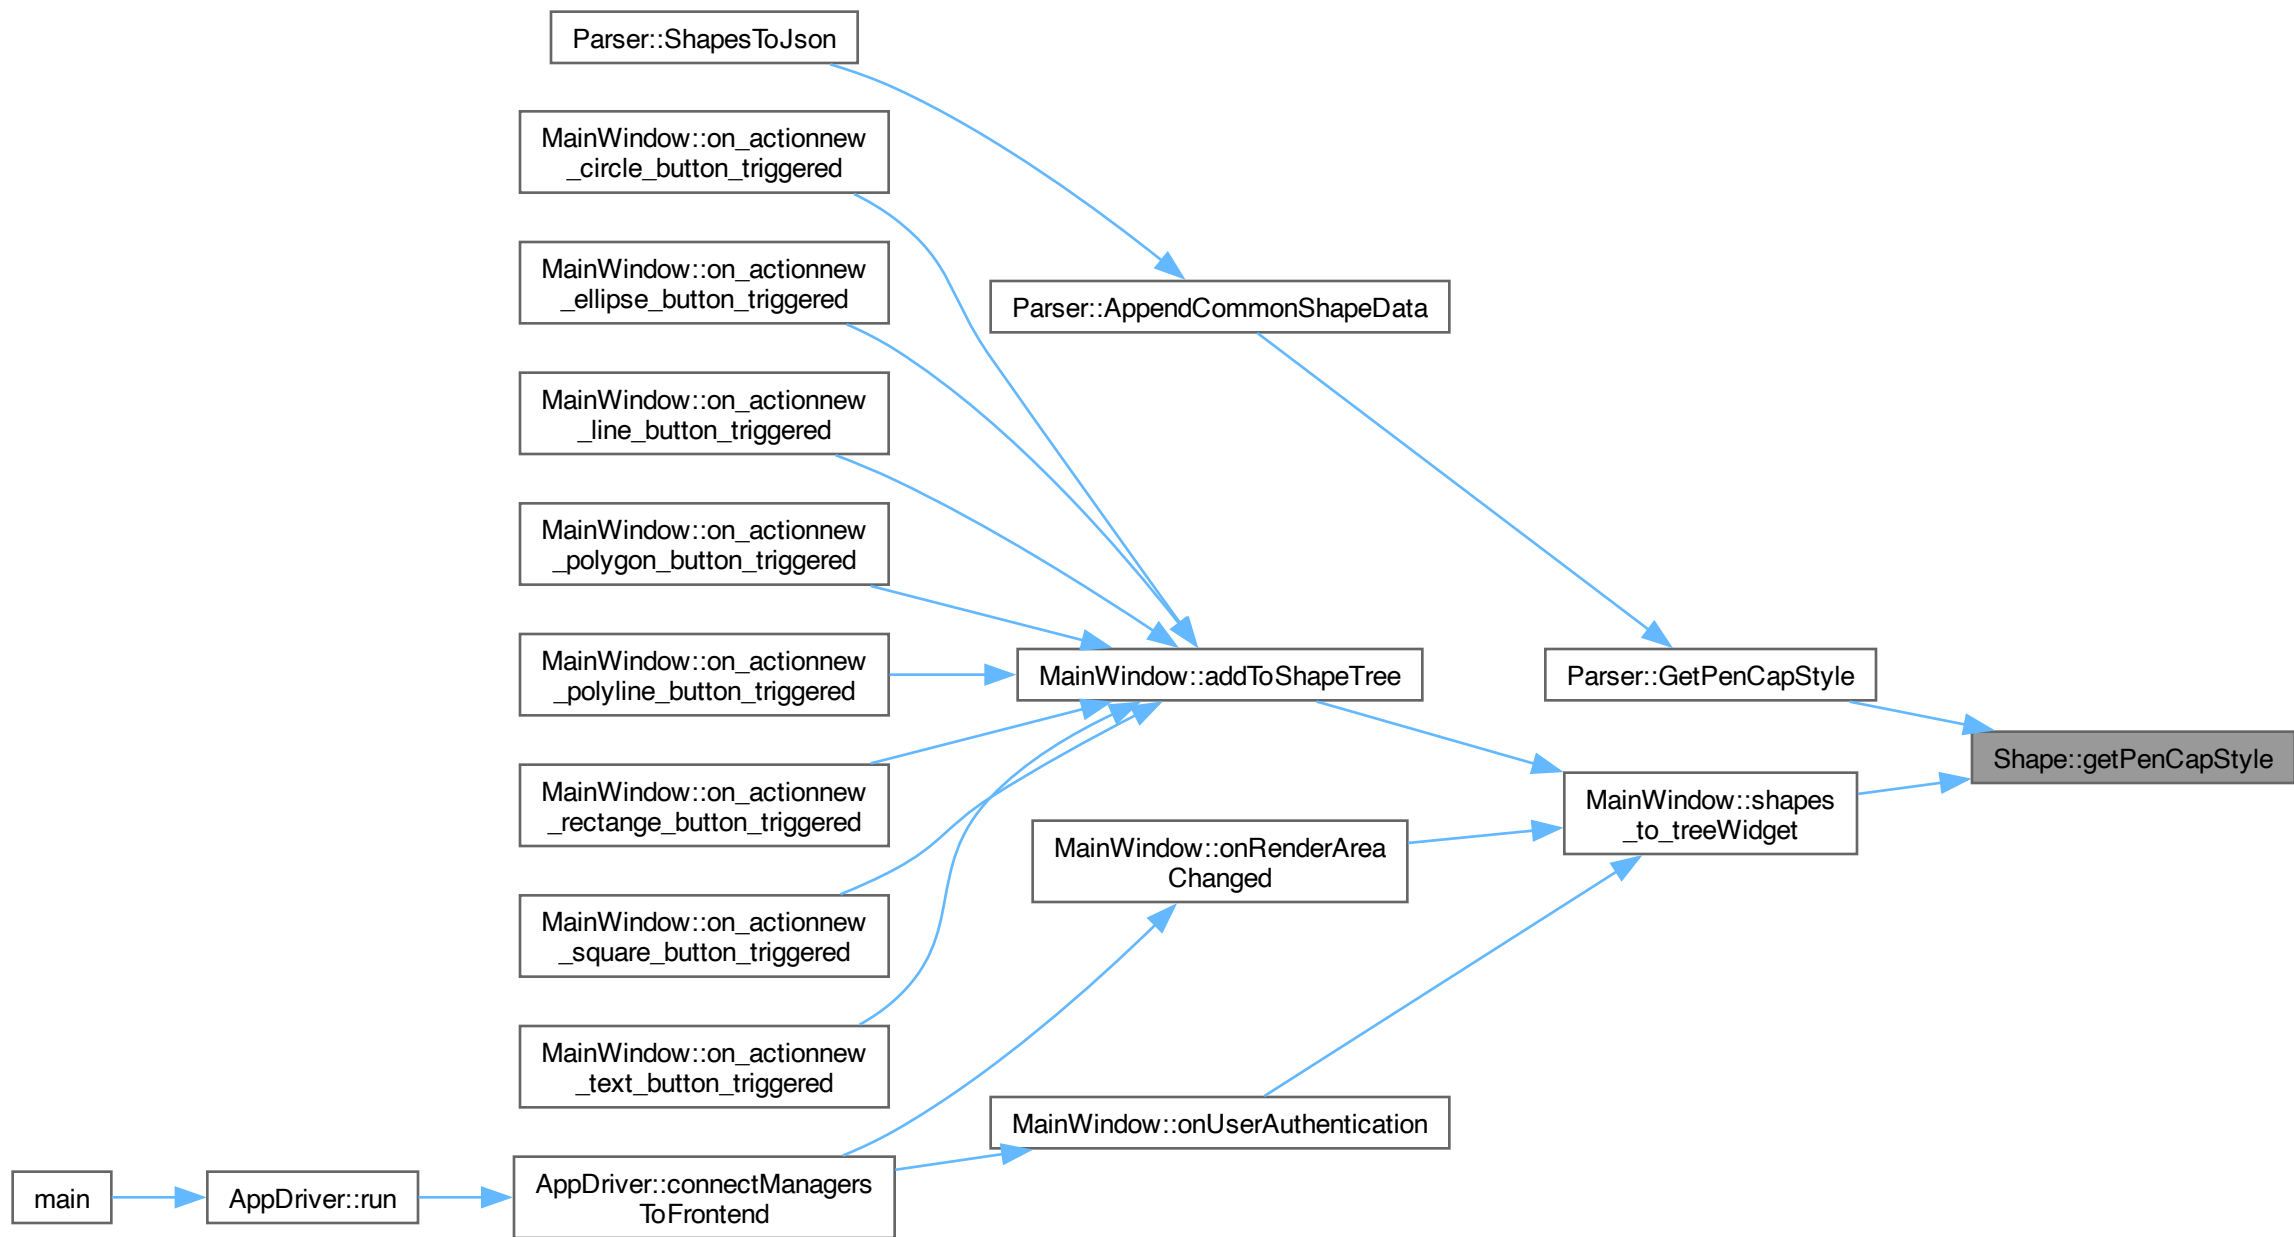 Parser::ShapesToJson
MainWindow::on_actionnew
_circle_button_triggered
MainWindow::on_actionnew
_ellipse_button_triggered
Parser::AppendCommonShapeData
MainWindow::on_actionnew
_line_button_triggered
MainWindow::on_actionnew
_polygon_button_triggered
MainWindow::on_actionnew
_polyline_button_triggered
MainWindow::addToShapeTree
Parser::GetPenCapStyle
Shape::getPenCapStyle
MainWindow::on_actionnew
_rectange_button_triggered
MainWindow::shapes
_to_treeWidget
MainWindow::onRenderArea
Changed
MainWindow::on_actionnew
_square_button_triggered
MainWindow::on_actionnew
_text_button_triggered
MainWindow::onUserAuthentication
main
AppDriver::run
AppDriver::connectManagers
ToFrontend